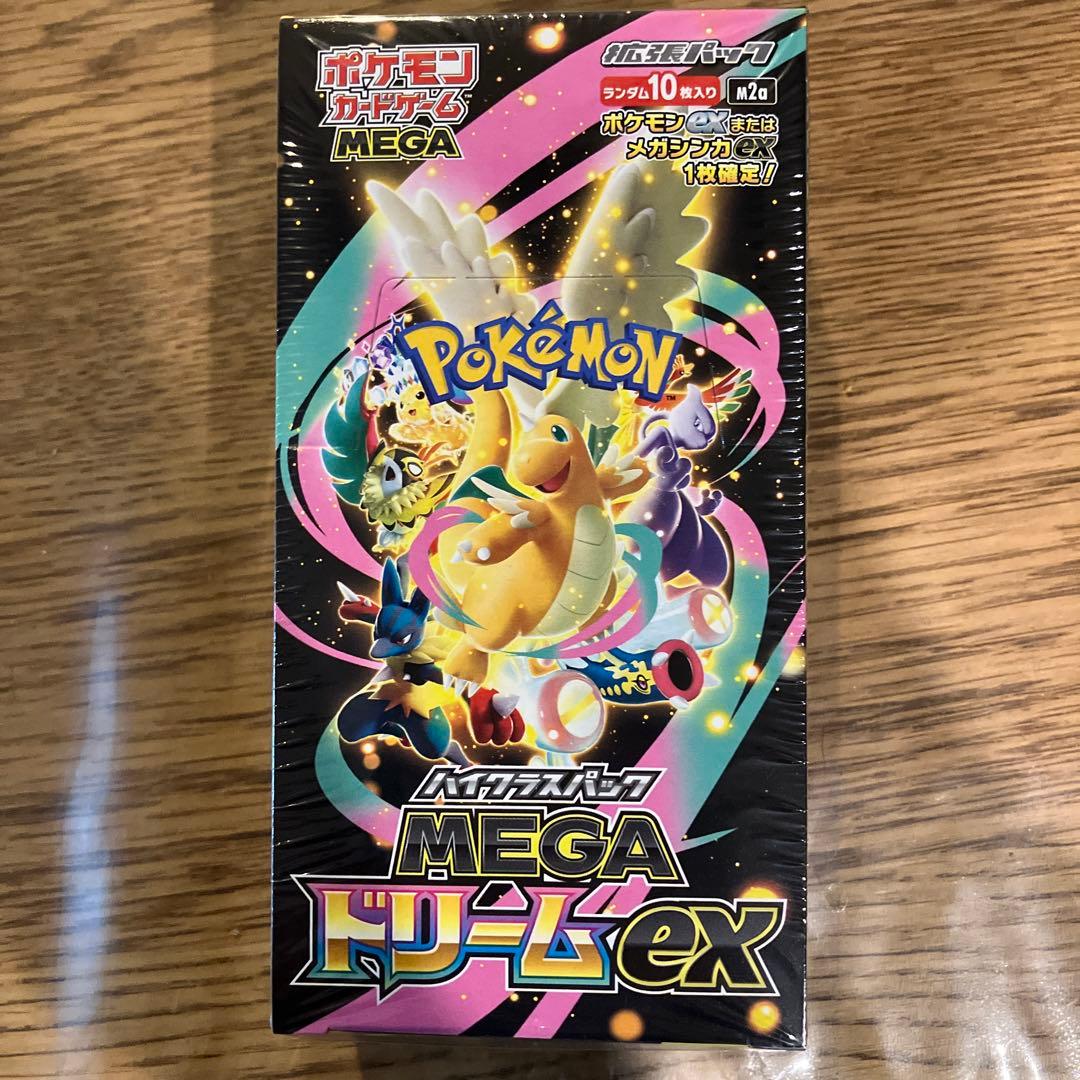 ポケモン
カードゲーム™
MEGA
拡張パック
ランダム10枚入り M2a
ポケモンexまたは
メガシンカex
1枚確定!
POKéMON™
ハイクラスパック
MEGA
ドリームex